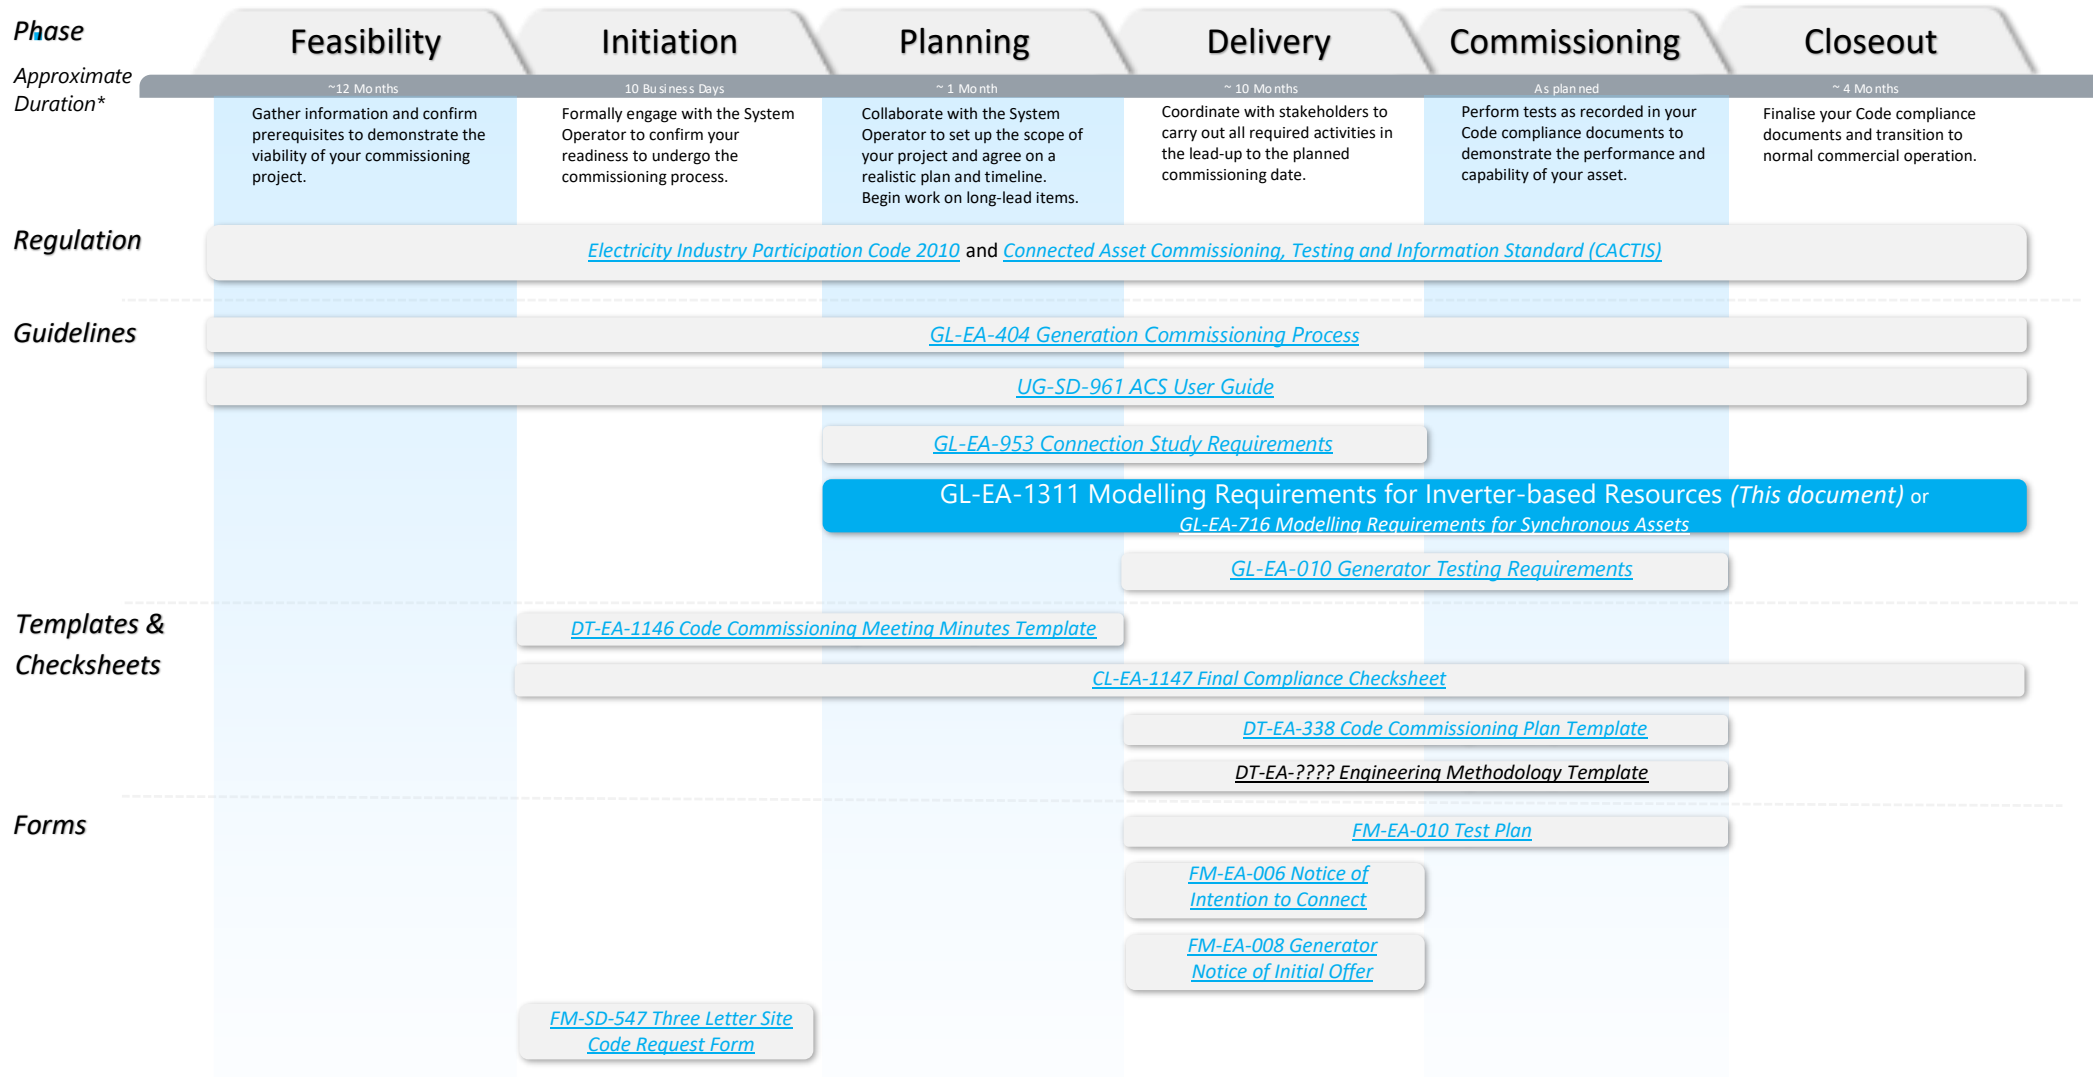 Phase
Feasibility
Initiation
Planning
Delivery
Commissioning
Closeout
Approximate
Duration*
~12 Months
10 Business Days
~ 1 Month
~ 10 Months
As planned
~ 4 Months
Gather information and confirm
prerequisites to demonstrate the
viability of your commissioning
project.
Formally engage with the System
Operator to confirm your
readiness to undergo the
commissioning process.
Collaborate with the System
Operator to set up the scope of
your project and agree on a
realistic plan and timeline.
Begin work on long-lead items.
Coordinate with stakeholders to
carry out all required activities in
the lead-up to the planned
commissioning date.
Perform tests as recorded in your
Code compliance documents to
demonstrate the performance and
capability of your asset.
Finalise your Code compliance
documents and transition to
normal commercial operation.
Regulation
Electricity Industry Participation Code 2010 and Connected Asset Commissioning, Testing and Information Standard (CACTIS)
Guidelines
GL-EA-404 Generation Commissioning Process
UG-SD-961 ACS User Guide
GL-EA-953 Connection Study Requirements
GL-EA-1311 Modelling Requirements for Inverter-based Resources (This document) or
GL-EA-716 Modelling Requirements for Synchronous Assets
GL-EA-010 Generator Testing Requirements
Templates &
Checksheets
DT-EA-1146 Code Commissioning Meeting Minutes Template
CL-EA-1147 Final Compliance Checksheet
DT-EA-338 Code Commissioning Plan Template
DT-EA-???? Engineering Methodology Template
Forms
FM-EA-010 Test Plan
FM-EA-006 Notice of
Intention to Connect
FM-EA-008 Generator
Notice of Initial Offer
FM-SD-547 Three Letter Site
Code Request Form